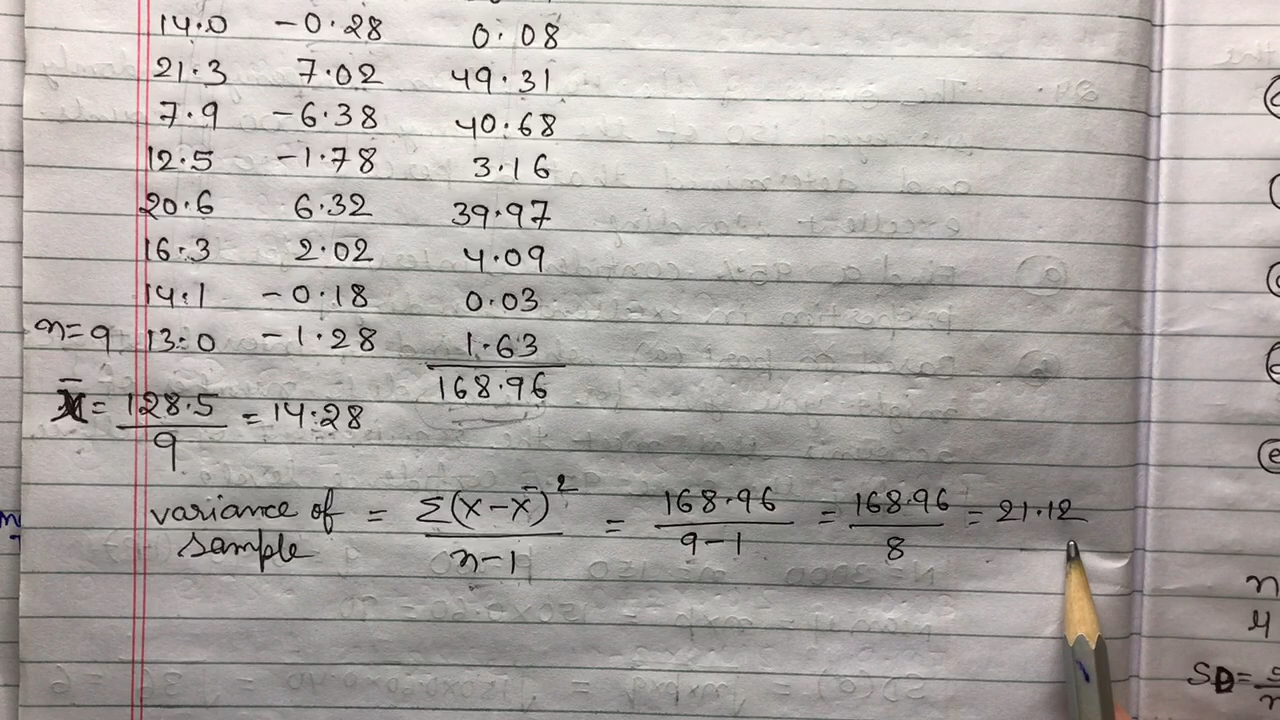 14.0 -0.28 0.08
21.3 7.02 49.31
7.9 -6.38 40.68
12.5 -1.78 3.16
20.6 6.32 39.97
16.3 2.02 4.09
14.1 -0.18 0.03
n=9 13.0 -1.28 1.63
168.96
x̄ = 128.5/9 = 14.28
variance of sample = Σ(x-x̄)²/n-1 = 168.96/9-1 = 168.96/8 = 21.12
n
SD=